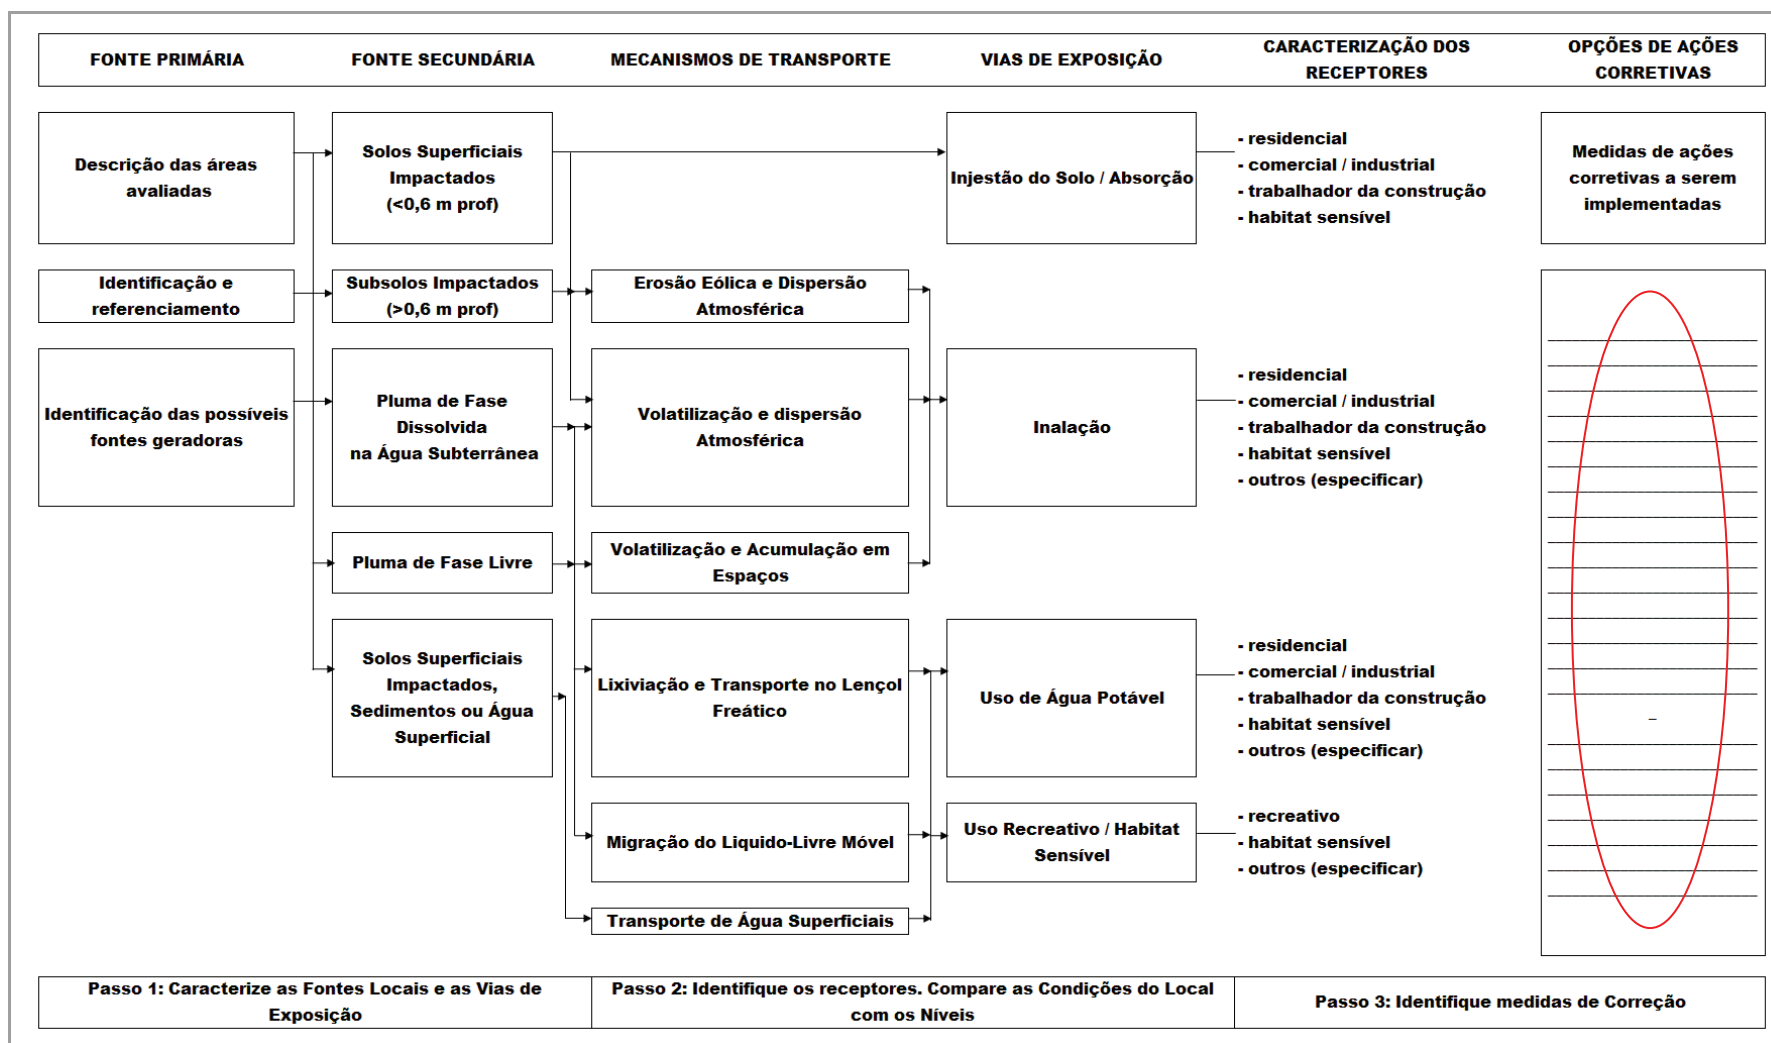 FONTE PRIMÁRIA
FONTE SECUNDÁRIA
MECANISMOS DE TRANSPORTE
VIAS DE EXPOSIÇÃO
CARACTERIZAÇÃO DOS
RECEPTORES
OPÇÕES DE AÇÕES
CORRETIVAS
Descrição das áreas
avaliadas
Solos Superficiais
Impactados
(<0,6 m prof)
Injestão do Solo / Absorção
- residencial
- comercial / industrial
- trabalhador da construção
- habitat sensível
Medidas de ações
corretivas a serem
implementadas
Identificação e
referenciamento
Subsolos Impactados
(>0,6 m prof)
Erosão Eólica e Dispersão
Atmosférica
Identificação das possíveis
fontes geradoras
Pluma de Fase
Dissolvida
na Água Subterrânea
Volatilização e dispersão
Atmosférica
Inalação
- residencial
- comercial / industrial
- trabalhador da construção
- habitat sensível
- outros (especificar)
Pluma de Fase Livre
Volatilização e Acumulação em
Espaços
Solos Superficiais
Impactados,
Sedimentos ou Água
Superficial
Lixiviação e Transporte no Lençol
Freático
Uso de Água Potável
- residencial
- comercial / industrial
- trabalhador da construção
- habitat sensível
- outros (especificar)
Migração do Liquido-Livre Móvel
Uso Recreativo / Habitat
Sensível
- recreativo
- habitat sensível
- outros (especificar)
Transporte de Água Superficiais
Passo 1: Caracterize as Fontes Locais e as Vias de
Exposição
Passo 2: Identifique os receptores. Compare as Condições do Local
com os Níveis
Passo 3: Identifique medidas de Correção